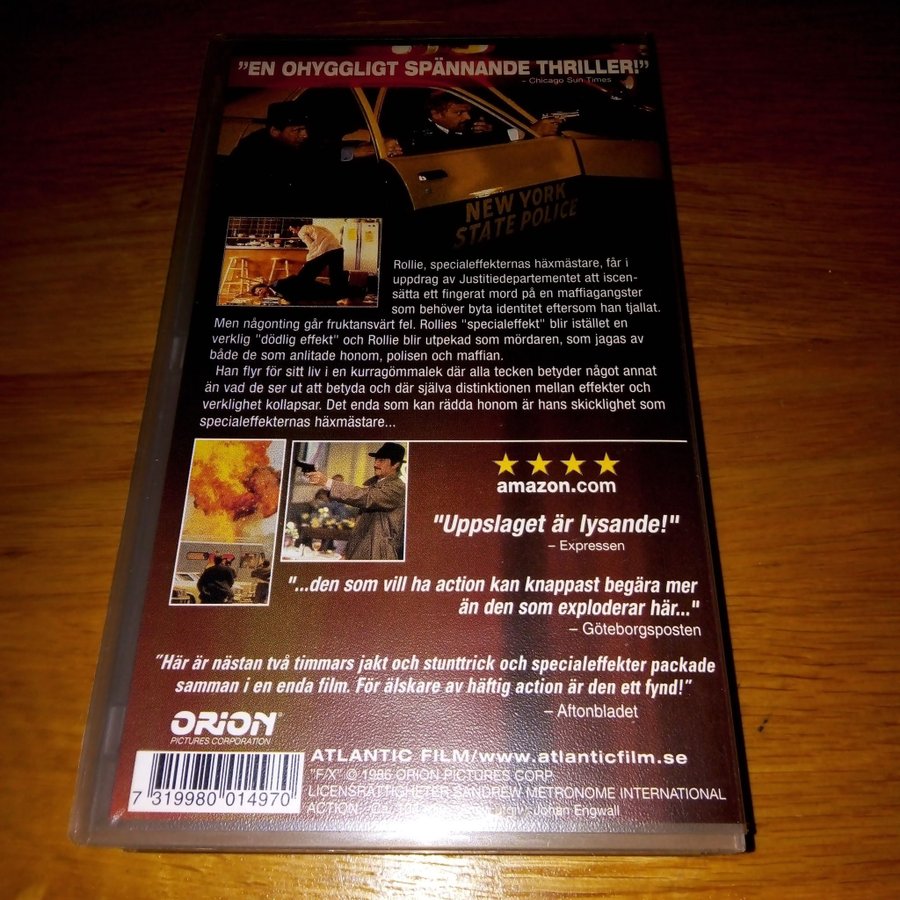 "EN OHYGGLIGT SPÄNNANDE THRILLER!"
– Chicago Sun Times
NEW YORK
STATE POLICE
Rollie, specialeffekternas häxmästare, får i
uppdrag av Justitiedepartementet att iscen-
sätta ett fingerat mord på en maffiagangster
som behöver byta identitet eftersom han tjallat.
Men någonting går fruktansvärt fel. Rollies "specialeffekt" blir istället en
verklig "dödlig effekt" och Rollie blir utpekad som mördaren, som jagas av
både de som anlitade honom, polisen och maffian.
Han flyr för sitt liv i en kurragömmalek där alla tecken betyder något annat
än vad de ser ut att betyda och där själva distinktionen mellan effekter och
verklighet kollapsar. Det enda som kan rädda honom är hans skicklighet som
specialeffekternas häxmästare...
amazon.com
"Uppslaget är lysande!"
– Expressen
"...den som vill ha action kan knappast begära mer
än den som exploderar här..."
– Göteborgsposten
"Här är nästan två timmars jakt och stunttrick och specialeffekter packade
samman i en enda film. För älskare av häftig action är den ett fynd!"
– Aftonbladet
ORION®
PICTURES CORPORATION
ATLANTIC FILM/www.atlanticfilm.se
"F/X" © 1986 ORION PICTURES CORP.
LICENSRÄTTIGHETER SANDREW METRONOME INTERNATIONAL
ACTION Johan Engwall
7 319980 014970